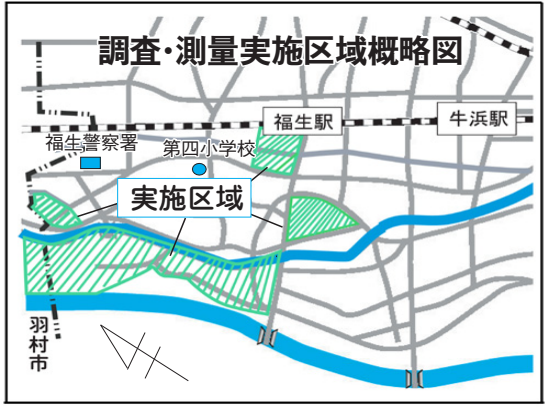 調査・測量実施区域概略図
福生駅
牛浜駅
福生警察署
第四小学校
実施区域
羽村市